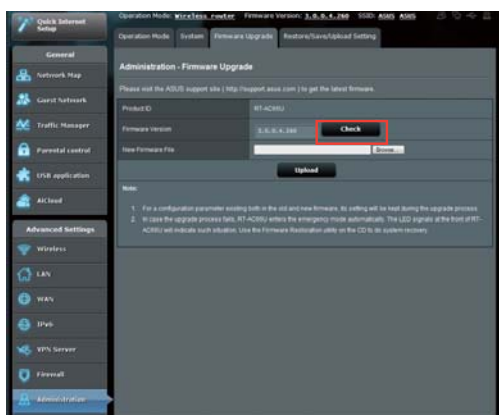 Quick Internet
Setup
Operation Mode: Wireless router Firmware Version: 3.0.0.4.260 SSID: ASUS ASUS
Operation Mode System Firmware Upgrade Restore/Save/Upload Setting
General
Network Map
Guest Network
Traffic Manager
Parental control
USB application
AiCloud
Advanced Settings
Wireless
LAN
WAN
IPv6
VPN Server
Firewall
Administration
Administration - Firmware Upgrade
Please visit the ASUS support site ( http://support.asus.com ) to get the latest firmware.
Product ID RT-AC66U
Firmware Version 3.0.0.4.260 Check
New Firmware File Browse...
Upload
Note:
1. For a configuration parameter existing both in the old and new firmware, its setting will be kept during the upgrade process.
2. In case the upgrade process fails, RT-AC66U enters the emergency mode automatically. The LED signals at the front of RT-
AC66U will indicate such situation. Use the Firmware Restoration utility on the CD to do system recovery.